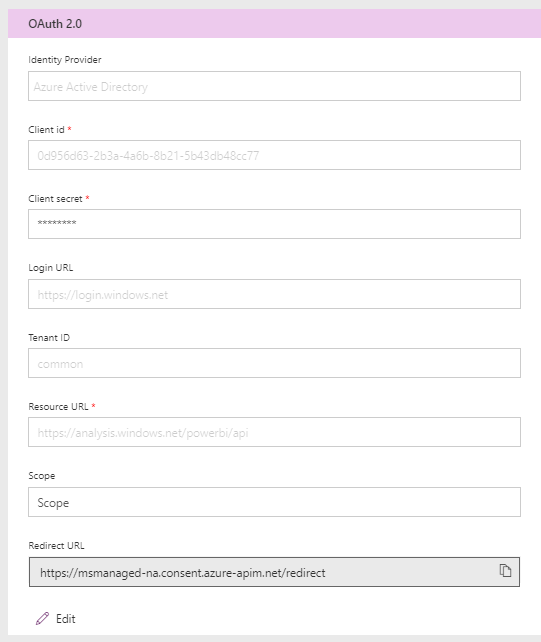 OAuth 2.0
Identity Provider
Azure Active Directory
Client id *
0d956d63-2b3a-4a6b-8b21-5b43db48cc77
Client secret *
********
Login URL
https://login.windows.net
Tenant ID
common
Resource URL *
https://analysis.windows.net/powerbi/api
Scope
Scope
Redirect URL
https://msmanaged-na.consent.azure-apim.net/redirect
Edit